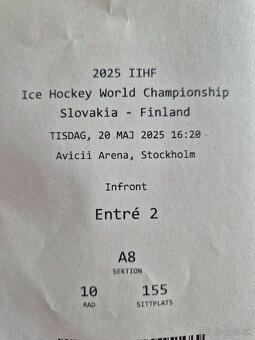 2025 IIHF
Ice Hockey World Championship
Slovakia - Finland
TISDAG, 20 MAJ 2025 16:20
Avicii Arena, Stockholm
Infront
Entré 2
A8
SEKTION
10 155
RAD SITTPLATS